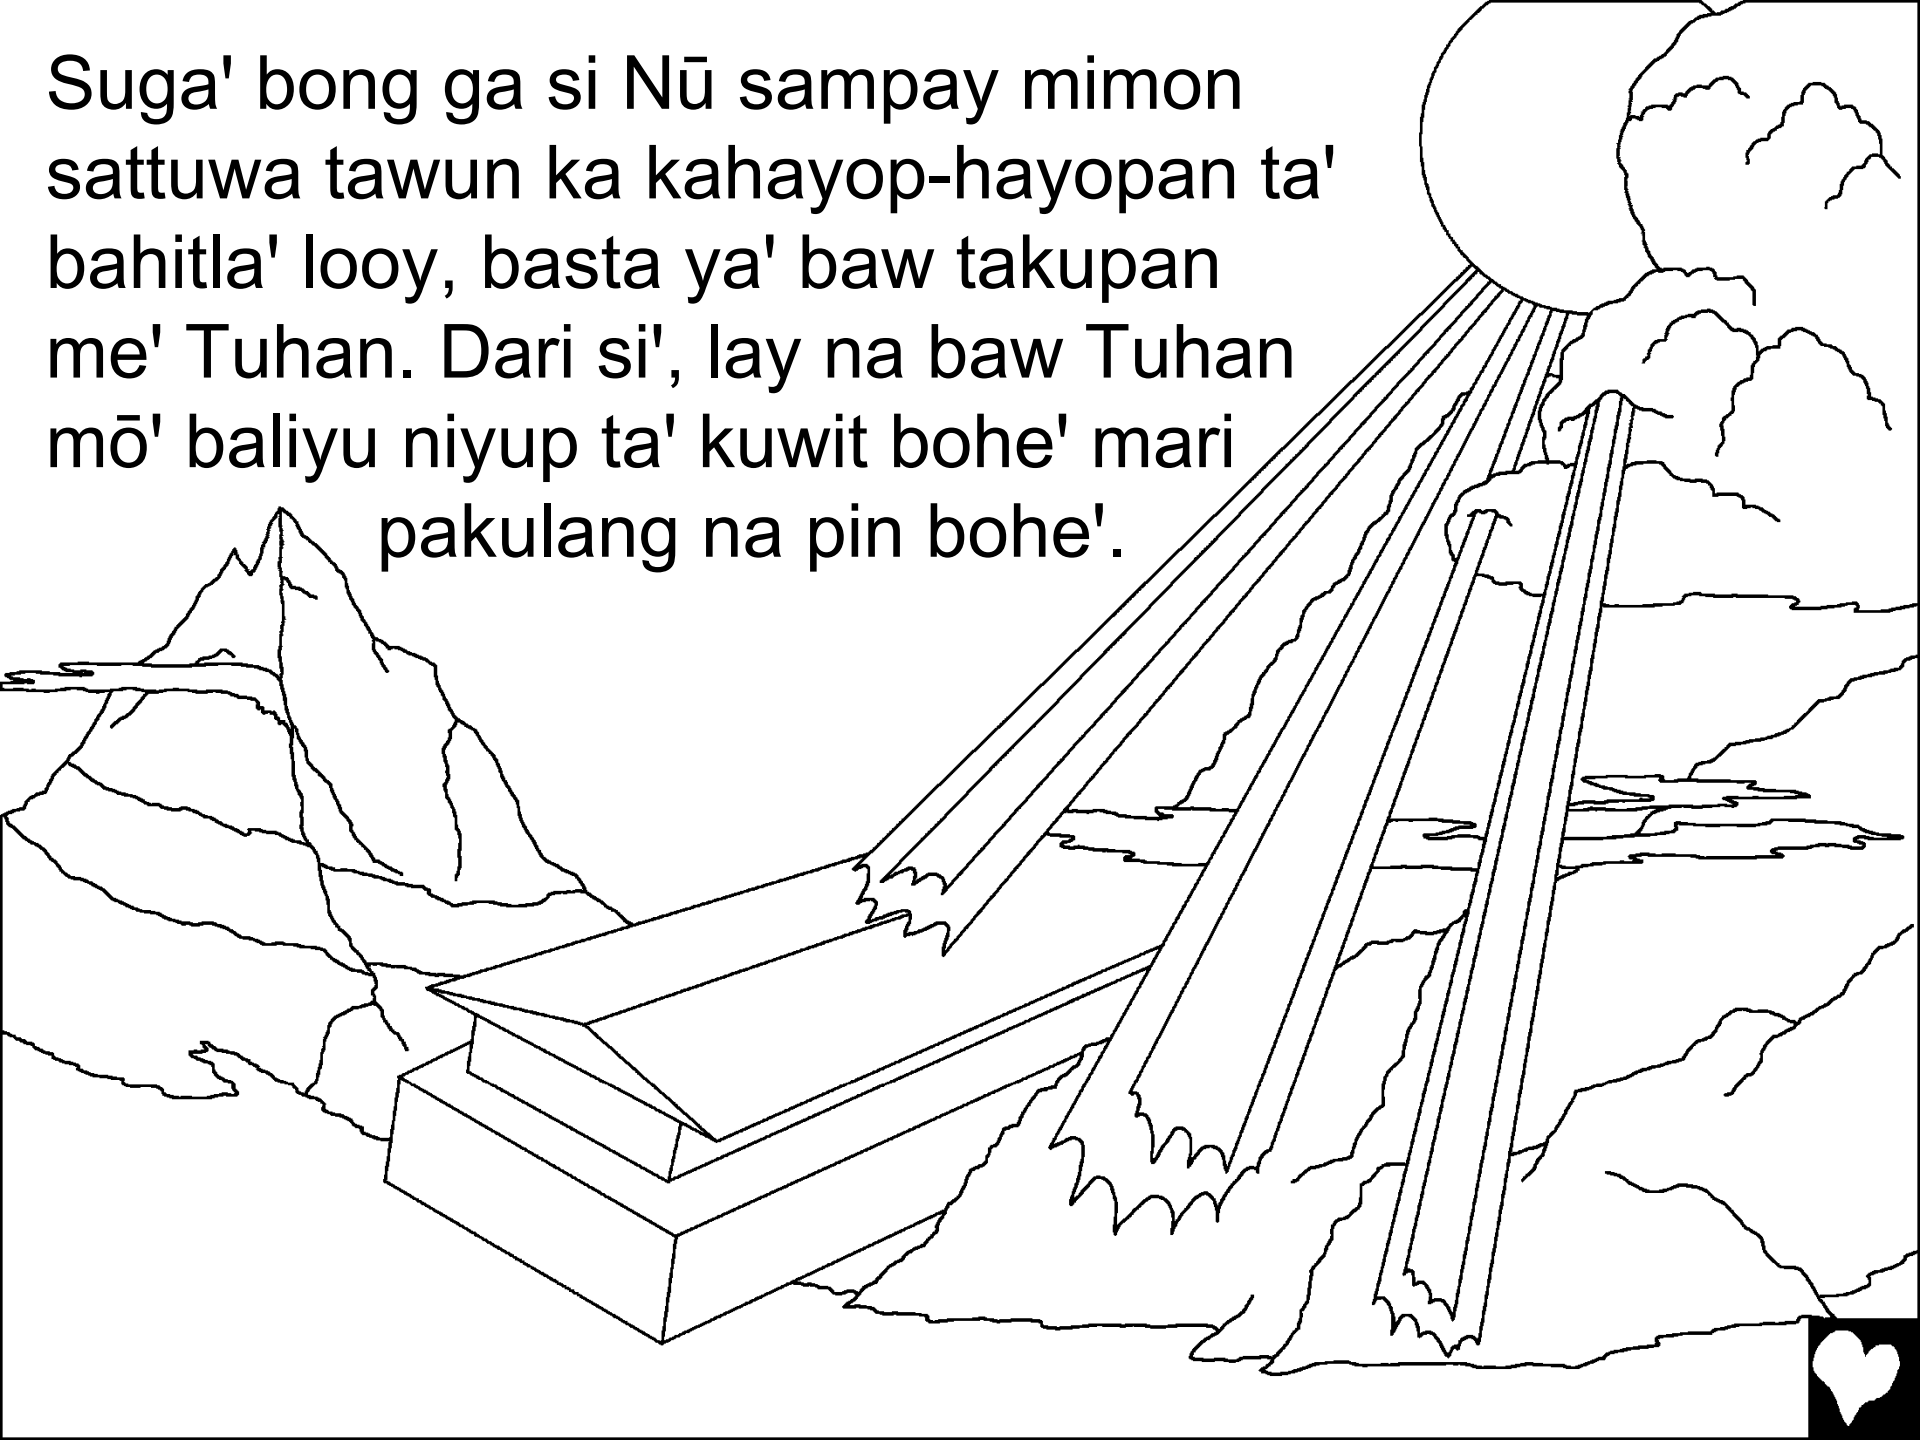 Suga' bong ga si Nū sampay mimon
sattuwa tawun ka kahayop-hayopan ta'
bahitla' looy, basta ya' baw takupan
me' Tuhan. Dari si', lay na baw Tuhan
mō' baliyu niyup ta' kuwit bohe' mari
pakulang na pin bohe'.